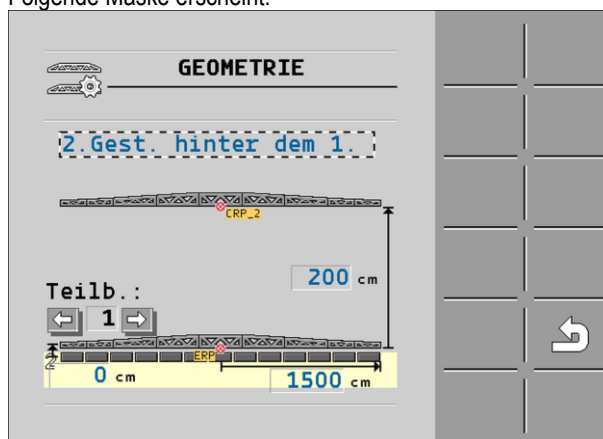 Folgende Maske erscheint:
GEOMETRIE
2.Gest. hinter dem 1.
CRP_2
200 cm
Teilb.:
1
ERP
0 cm
1500 cm